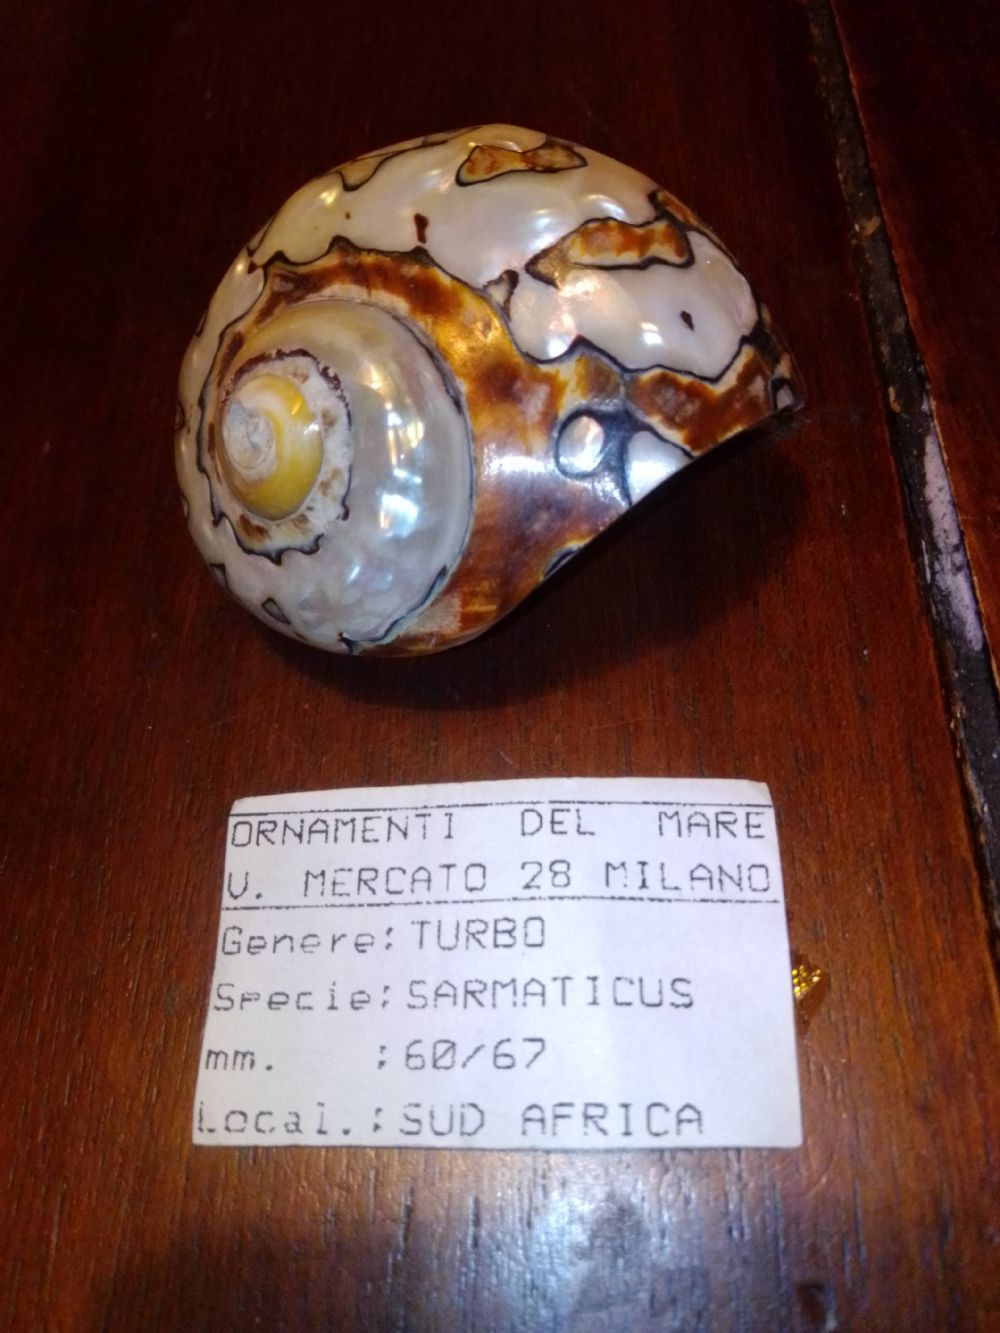 ORNAMENTI DEL MARE
V. MERCATO 28 MILANO
Genere: TURBO
Specie: SARMATICUS
mm. : 60/67
Local. : SUD AFRICA